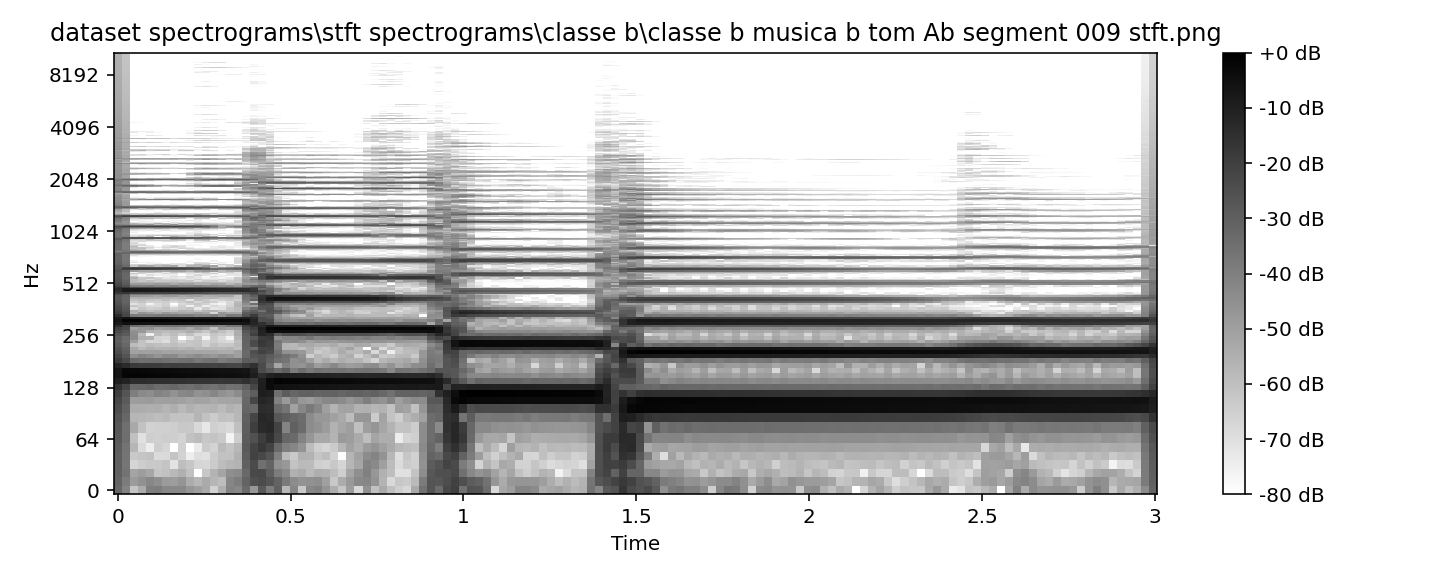 dataset spectrograms\stft spectrograms\classe b\classe b musica b tom Ab segment 009 stft.png
Hz
8192
4096
2048
1024
512
256
128
64
0
0
0.5
1
1.5
2
2.5
3
Time
+0 dB
-10 dB
-20 dB
-30 dB
-40 dB
-50 dB
-60 dB
-70 dB
-80 dB